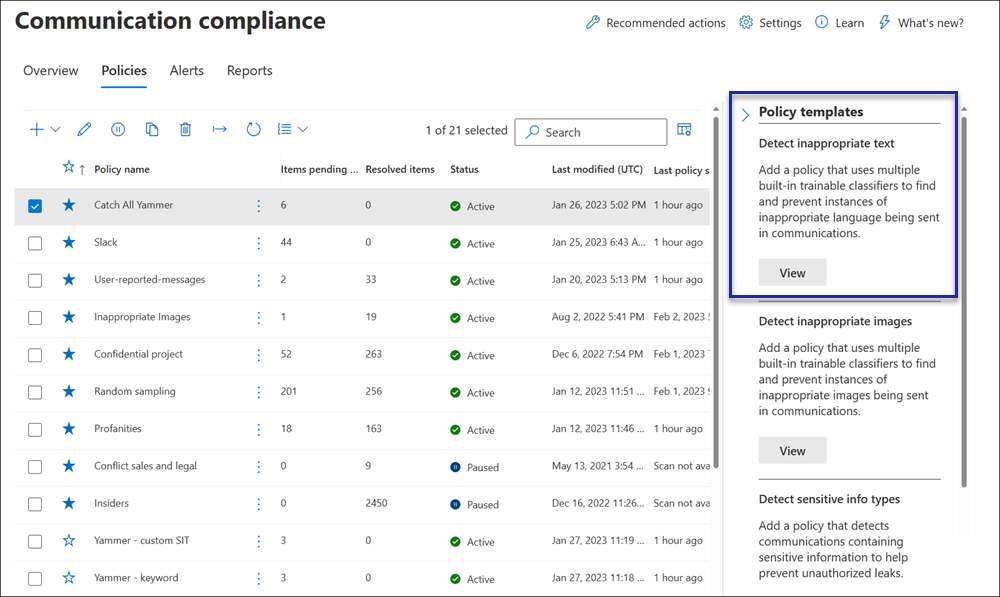 Communication compliance
Recommended actions Settings Learn What's new?
Overview Policies Alerts Reports
1 of 21 selected Search
Policy name Items pending ... Resolved items Status Last modified (UTC) Last policy s
Catch All Yammer 6 0 Active Jan 26, 2023 5:02 PM 1 hour ago
Slack 44 0 Active Jan 25, 2023 6:43 A... 1 hour ago
User-reported-messages 2 33 Active Jan 20, 2023 5:13 PM 1 hour ago
Inappropriate Images 1 19 Active Aug 2, 2022 5:41 PM Feb 2, 2023
Confidential project 52 263 Active Dec 6, 2022 7:54 PM Feb 1, 2023
Random sampling 201 256 Active Jan 12, 2023 11:51 ... Feb 1, 2023
Profanities 18 163 Active Jan 12, 2023 11:46 ... 1 hour ago
Conflict sales and legal 0 9 Paused May 13, 2021 3:54 ... Scan not ava
Insiders 0 2450 Paused Dec 16, 2022 11:26... Scan not ava
Yammer - custom SIT 3 0 Active Jan 27, 2023 11:19 ... 1 hour ago
Yammer - keyword 3 0 Active Jan 27, 2023 11:18 ... 1 hour ago
Policy templates
Detect inappropriate text
Add a policy that uses multiple
built-in trainable classifiers to find
and prevent instances of
inappropriate language being sent
in communications.
View
Detect inappropriate images
Add a policy that uses multiple
built-in trainable classifiers to find
and prevent instances of
inappropriate images being sent
in communications.
View
Detect sensitive info types
Add a policy that detects
communications containing
sensitive information to help
prevent unauthorized leaks.